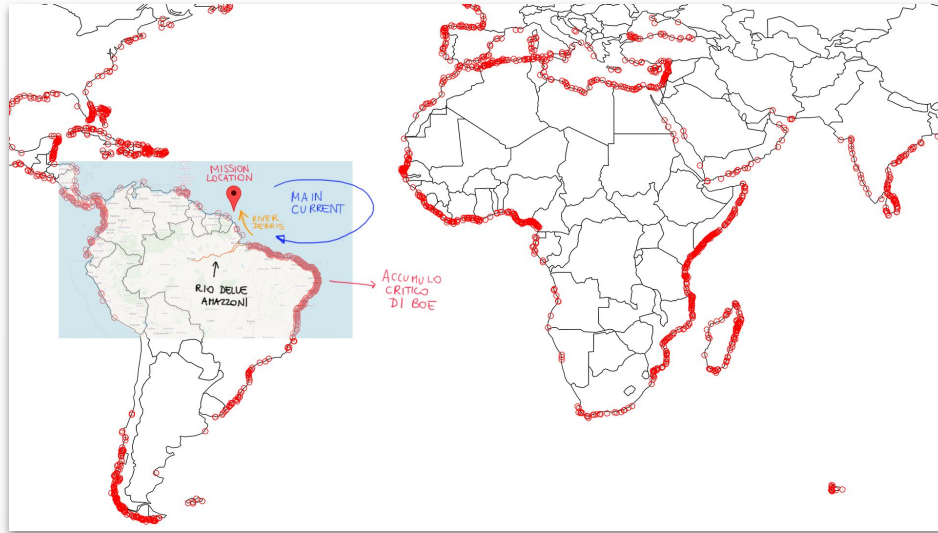 MISSION
LOCATION
MAIN
CURRENT
RIVER
DEBRIS
RIO DELLE
AMAZZONI
ACCUMULO
CRITICO
DI BOE